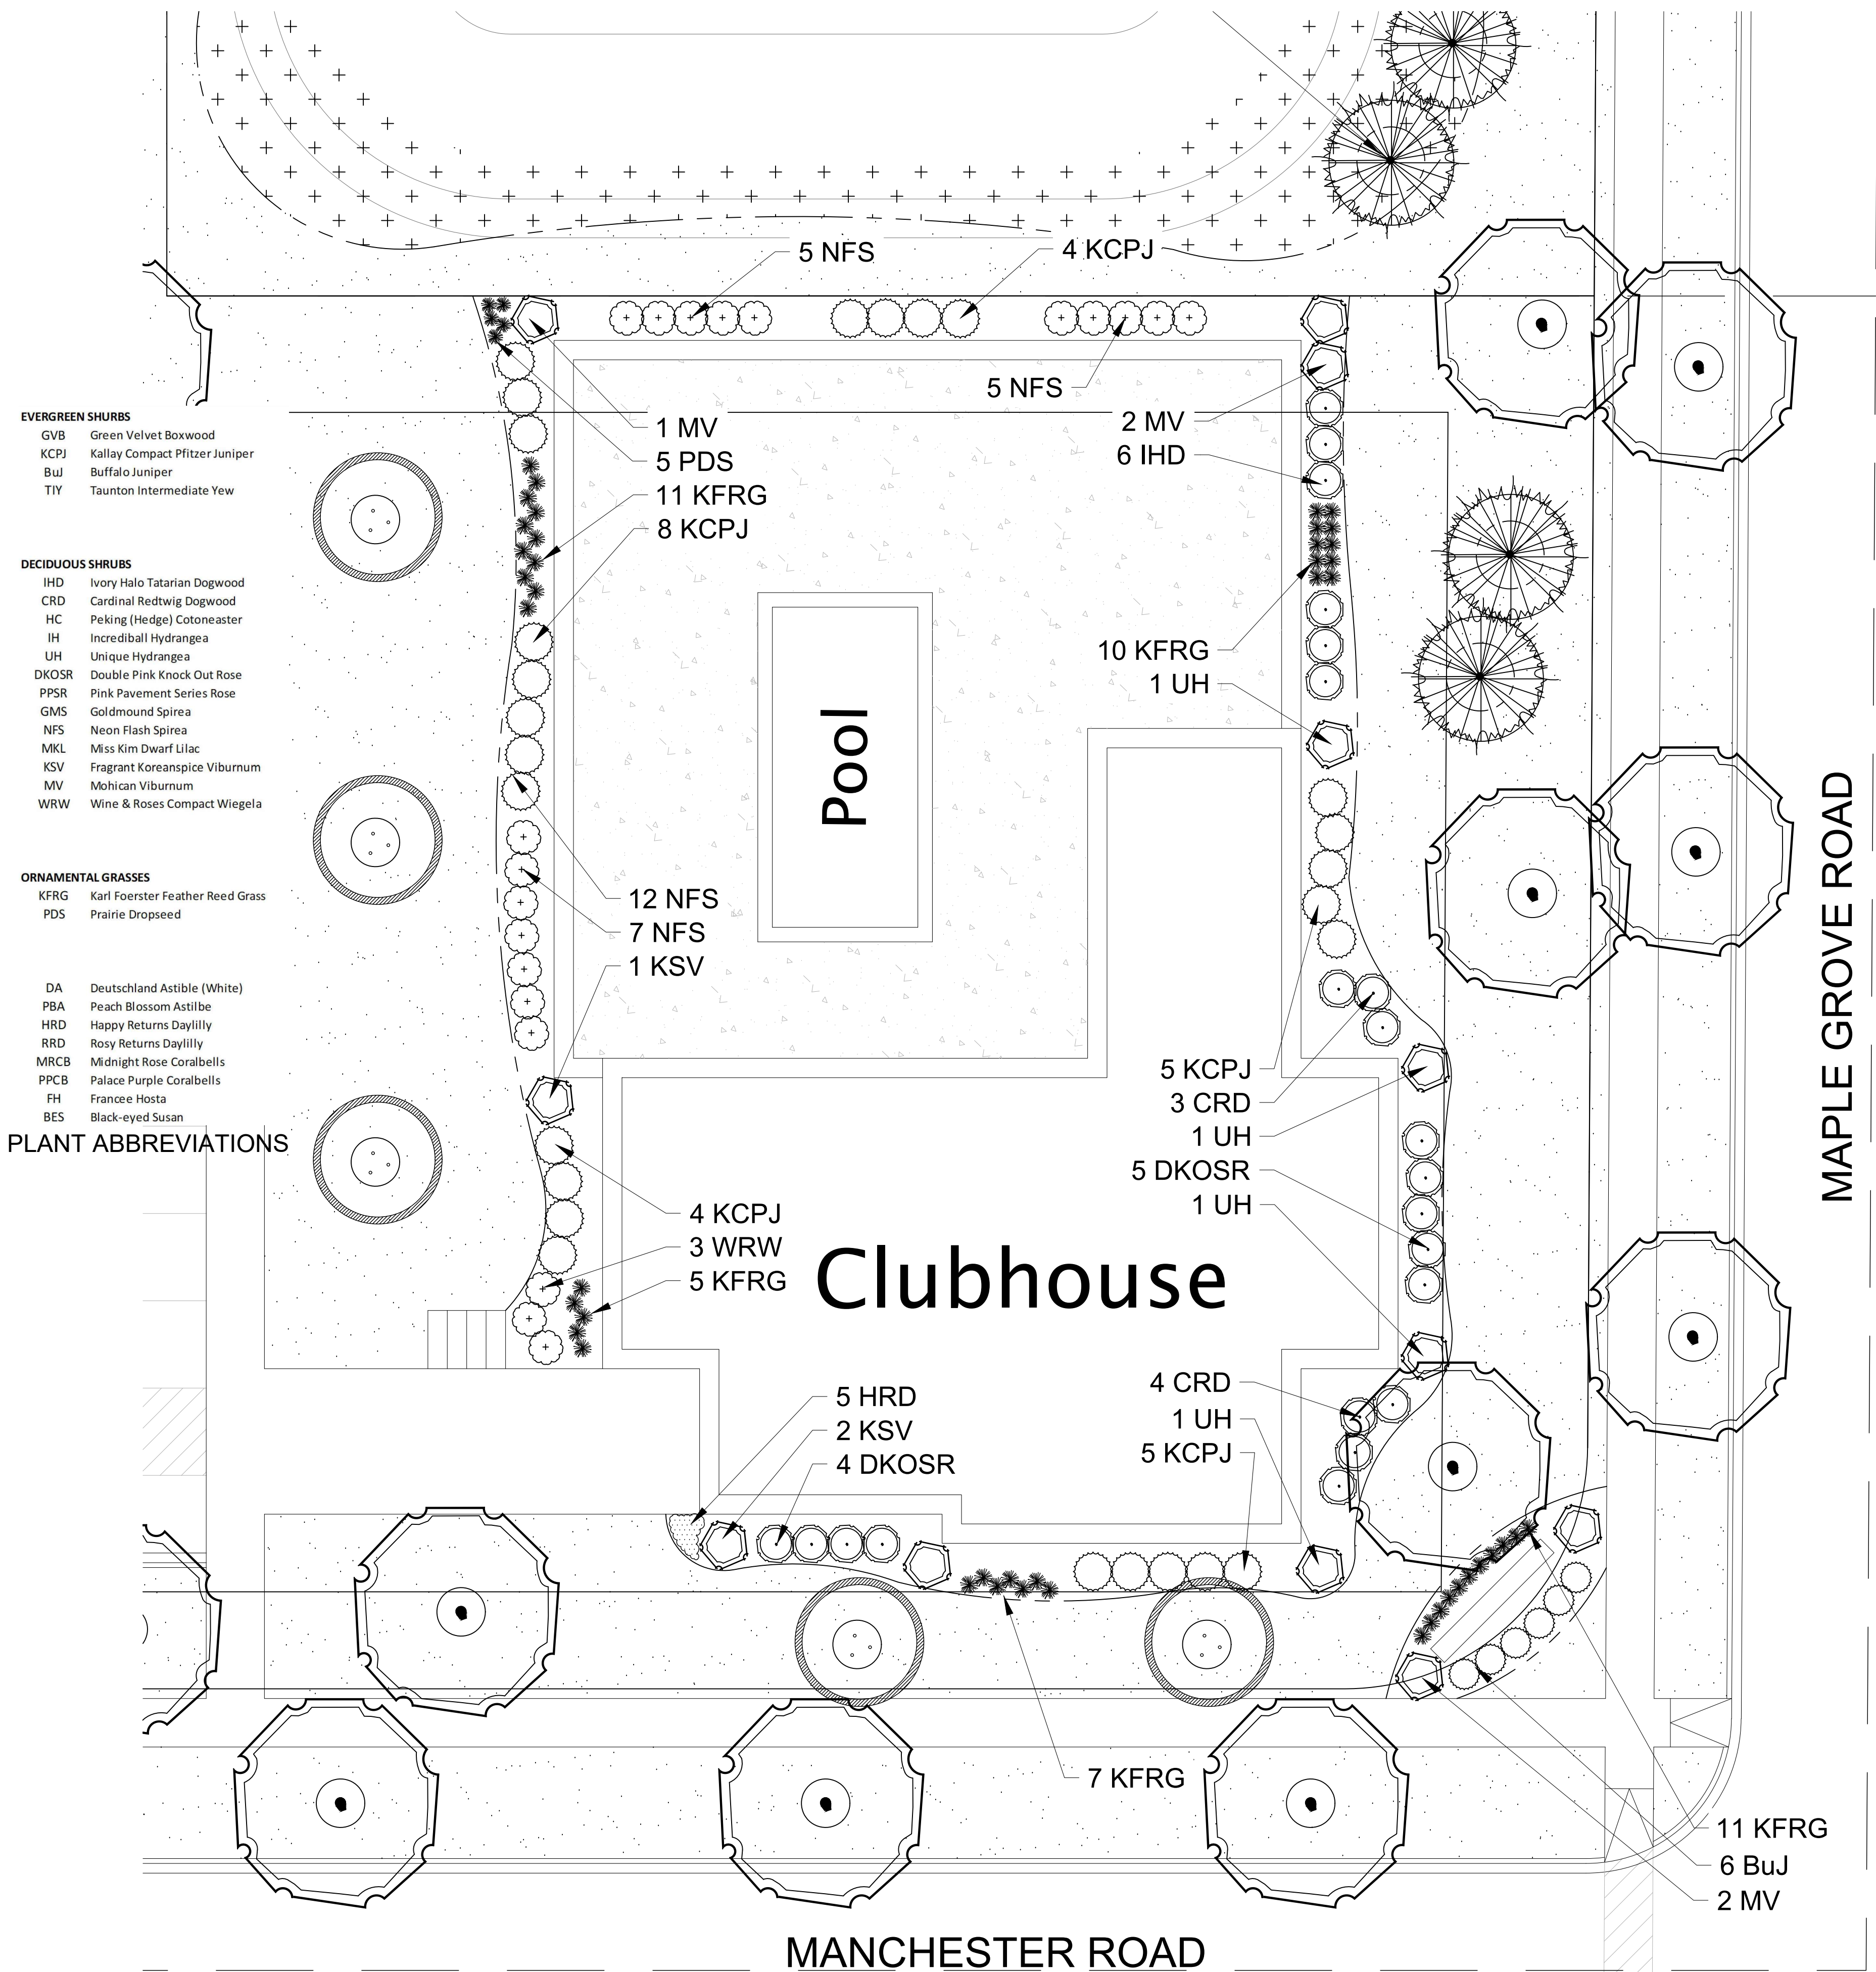 5 NFS
4 KCPJ
5 NFS
1 MV
5 PDS
11 KFRG
8 KCPJ
2 MV
6 IHD
10 KFRG
1 UH
EVERGREEN SHURBS
GVB Green Velvet Boxwood
KCPJ Kallay Compact Pfitzer Juniper
BuJ Buffalo Juniper
TIY Taunton Intermediate Yew
DECIDUOUS SHRUBS
IHD Ivory Halo Tatarian Dogwood
CRD Cardinal Redtwig Dogwood
HC Peking (Hedge) Cotoneaster
IH Incrediball Hydrangea
UH Unique Hydrangea
DKOSR Double Pink Knock Out Rose
PPSR Pink Pavement Series Rose
GMS Goldmound Spirea
NFS Neon Flash Spirea
MKL Miss Kim Dwarf Lilac
KSV Fragrant Koreanspice Viburnum
MV Mohican Viburnum
WRW Wine & Roses Compact Wiegela
ORNAMENTAL GRASSES
KFRG Karl Foerster Feather Reed Grass
PDS Prairie Dropseed
DA Deutschland Astible (White)
PBA Peach Blossom Astilbe
HRD Happy Returns Daylilly
RRD Rosy Returns Daylilly
MRCB Midnight Rose Coralbells
PPCB Palace Purple Coralbells
FH Francee Hosta
BES Black-eyed Susan
PLANT ABBREVIATIONS
Pool
MAPLE GROVE ROAD
12 NFS
7 NFS
1 KSV
5 KCPJ
3 CRD
1 UH
5 DKOSR
1 UH
4 KCPJ
3 WRW
5 KFRG
Clubhouse
5 HRD
2 KSV
4 DKOSR
4 CRD
1 UH
5 KCPJ
7 KFRG
11 KFRG
6 BuJ
2 MV
MANCHESTER ROAD